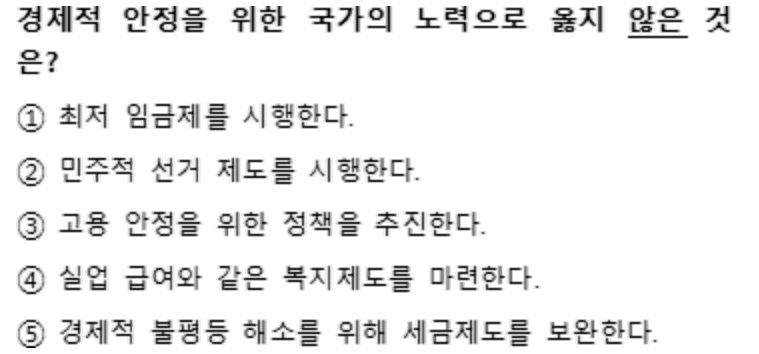 경제적 안정을 위한 국가의 노력으로 옳지 않은 것
은?
① 최저 임금제를 시행한다.
② 민주적 선거 제도를 시행한다.
③ 고용 안정을 위한 정책을 추진한다.
④ 실업 급여와 같은 복지제도를 마련한다.
⑤ 경제적 불평등 해소를 위해 세금제도를 보완한다.